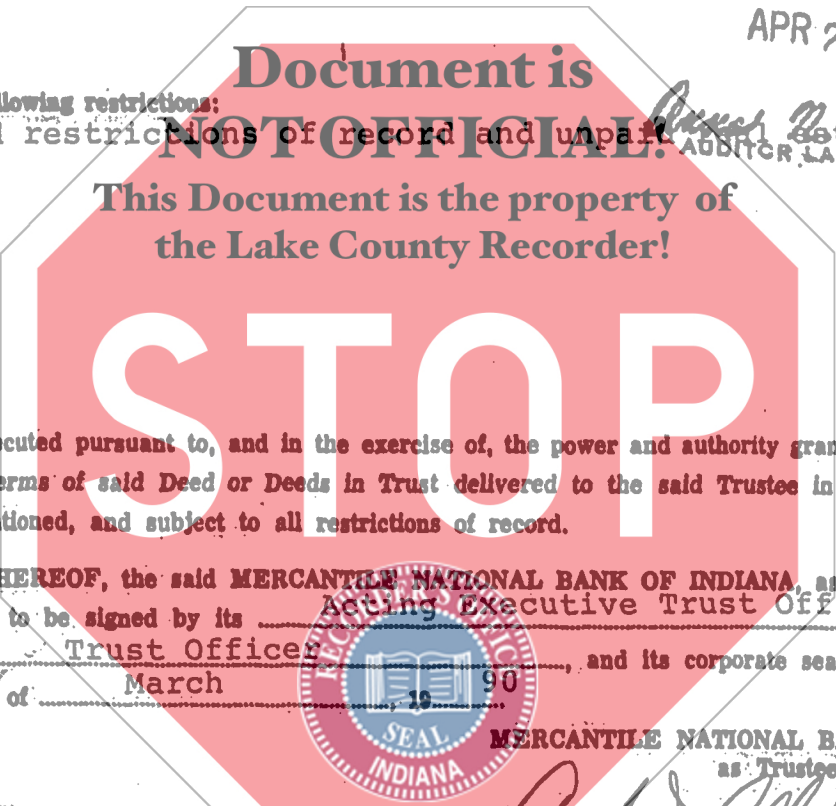 APR 2
Document is
llowing restrictions:
restrictions of record and unpaid
NOT OFFICIAL!
AUDITOR LA
This Document is the property of
the Lake County Recorder!
STOP
cuted pursuant to, and in the exercise of, the power and authority gran
erms of said Deed or Deeds in Trust delivered to the said Trustee in
tioned, and subject to all restrictions of record.
HEREOF, the said MERCANTILE NATIONAL BANK OF INDIANA, as
to be signed by its Acting Executive Trust Off
Trust Officer, and its corporate sea
of March, 19 90
RECORDER'S OFFICE
SEAL
INDIANA
MERCANTILE NATIONAL B
as Trustee